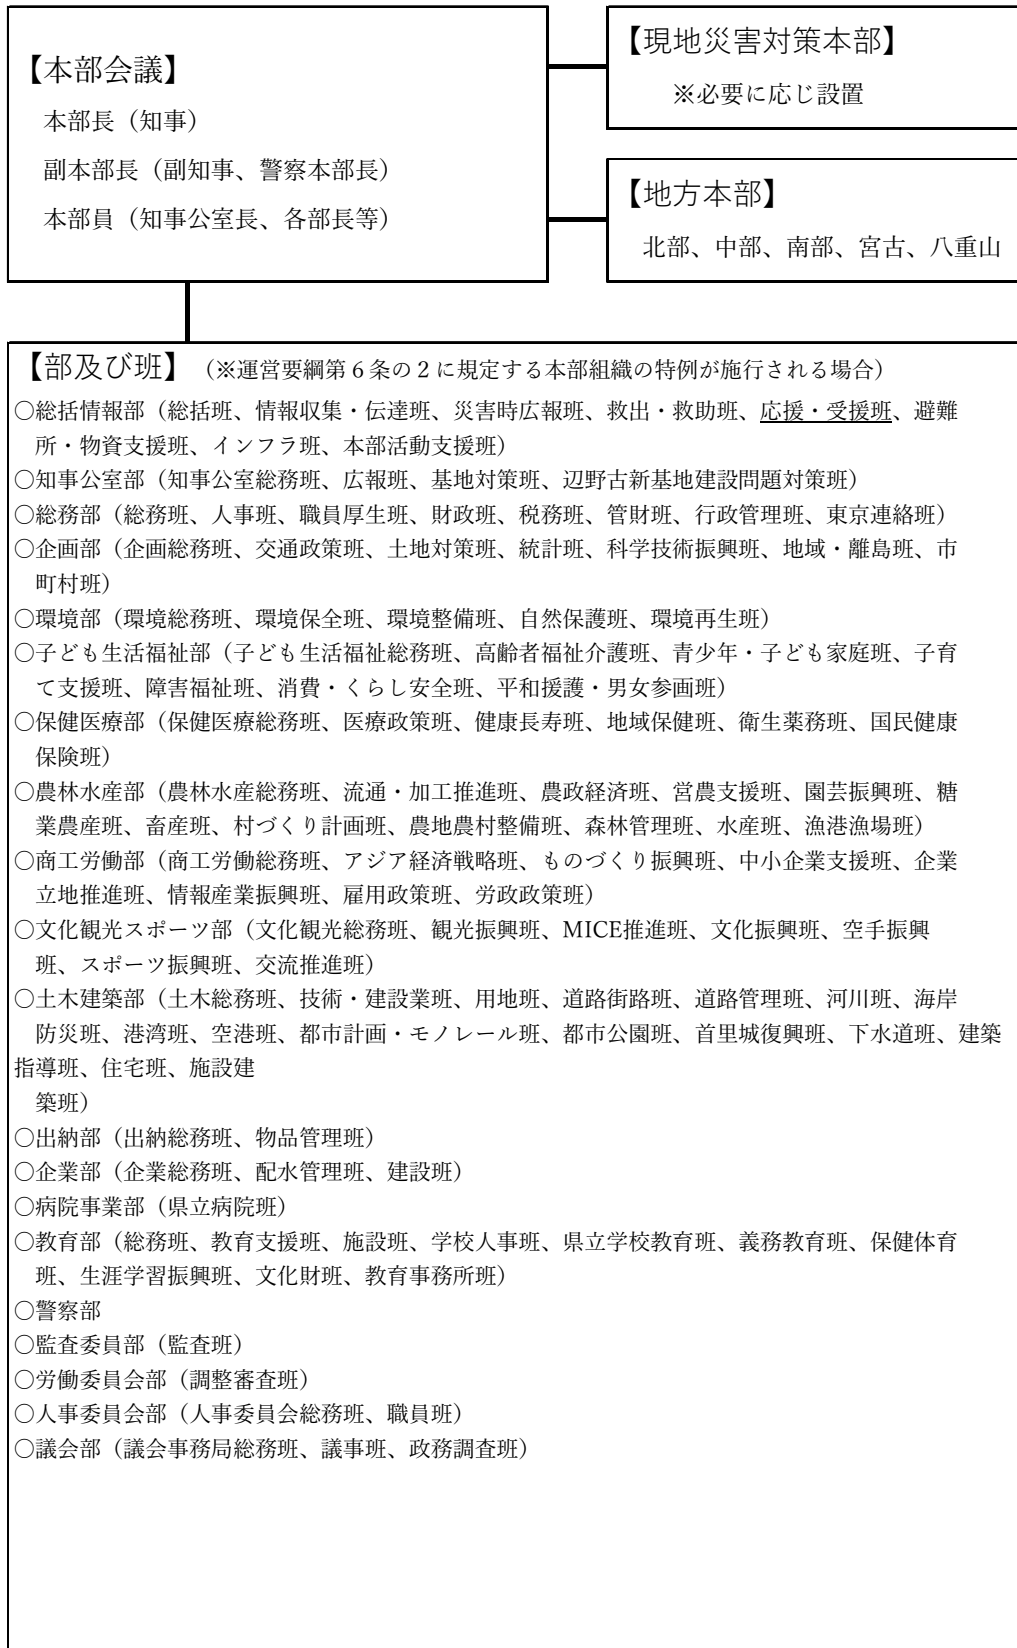 【本部会議】
本部長（知事）
副本部長（副知事、警察本部長）
本部員（知事公室長、各部長等）
【現地災害対策本部】
※必要に応じ設置
【地方本部】
北部、中部、南部、宮古、八重山
【部及び班】（※運営要綱第６条の２に規定する本部組織の特例が施行される場合）
○総括情報部（総括班、情報収集・伝達班、災害時広報班、救出・救助班、応援・受援班、避難
所・物資支援班、インフラ班、本部活動支援班）
○知事公室部（知事公室総務班、広報班、基地対策班、辺野古新基地建設問題対策班）
○総務部（総務班、人事班、職員厚生班、財政班、税務班、管財班、行政管理班、東京連絡班）
○企画部（企画総務班、交通政策班、土地対策班、統計班、科学技術振興班、地域・離島班、市
町村班）
○環境部（環境総務班、環境保全班、環境整備班、自然保護班、環境再生班）
○子ども生活福祉部（子ども生活福祉総務班、高齢者福祉介護班、青少年・子ども家庭班、子育
て支援班、障害福祉班、消費・くらし安全班、平和援護・男女参画班）
○保健医療部（保健医療総務班、医療政策班、健康長寿班、地域保健班、衛生薬務班、国民健康
保険班）
○農林水産部（農林水産総務班、流通・加工推進班、農政経済班、営農支援班、園芸振興班、糖
業農産班、畜産班、村づくり計画班、農地農村整備班、森林管理班、水産班、漁港漁場班）
○商工労働部（商工労働総務班、アジア経済戦略班、ものづくり振興班、中小企業支援班、企業
立地推進班、情報産業振興班、雇用政策班、労政政策班）
○文化観光スポーツ部（文化観光総務班、観光振興班、MICE推進班、文化振興班、空手振興
班、スポーツ振興班、交流推進班）
○土木建築部（土木総務班、技術・建設業班、用地班、道路街路班、道路管理班、河川班、海岸
防災班、港湾班、空港班、都市計画・モノレール班、都市公園班、首里城復興班、下水道班、建築
指導班、住宅班、施設建
築班）
○出納部（出納総務班、物品管理班）
○企業部（企業総務班、配水管理班、建設班）
○病院事業部（県立病院班）
○教育部（総務班、教育支援班、施設班、学校人事班、県立学校教育班、義務教育班、保健体育
班、生涯学習振興班、文化財班、教育事務所班）
○警察部
○監査委員部（監査班）
○労働委員会部（調整審査班）
○人事委員会部（人事委員会総務班、職員班）
○議会部（議会事務局総務班、議事班、政務調査班）